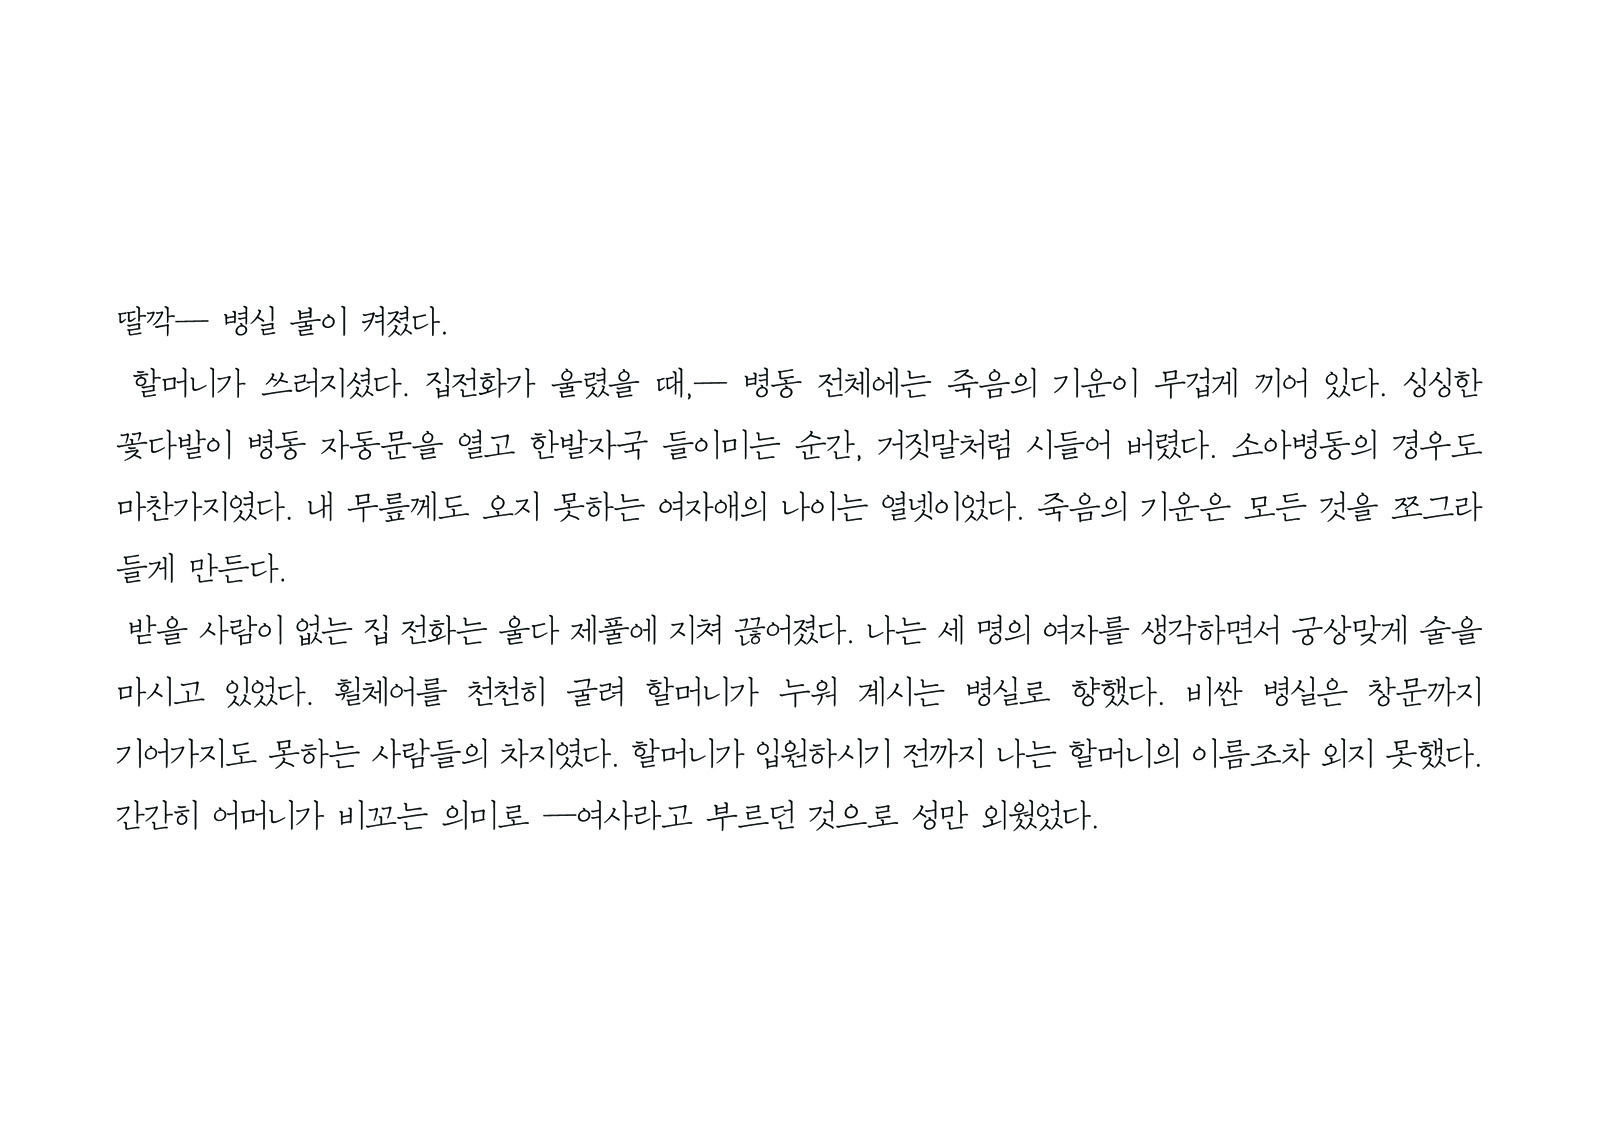 딸깍── 병실 불이 켜졌다.
할머니가 쓰러지셨다. 집전화가 울렸을 때,── 병동 전체에는 죽음의 기운이 무겁게 끼어 있다. 싱싱한
꽃다발이 병동 자동문을 열고 한발자국 들이미는 순간, 거짓말처럼 시들어 버렸다. 소아병동의 경우도
마찬가지였다. 내 무릎께도 오지 못하는 여자애의 나이는 열넷이었다. 죽음의 기운은 모든 것을 쪼그라
들게 만든다.
받을 사람이 없는 집 전화는 울다 제풀에 지쳐 끊어졌다. 나는 세 명의 여자를 생각하면서 궁상맞게 술을
마시고 있었다. 휠체어를 천천히 굴려 할머니가 누워 계시는 병실로 향했다. 비싼 병실은 창문까지
기어가지도 못하는 사람들의 차지였다. 할머니가 입원하시기 전까지 나는 할머니의 이름조차 외지 못했다.
간간히 어머니가 비꼬는 의미로 ──여사라고 부르던 것으로 성만 외웠었다.